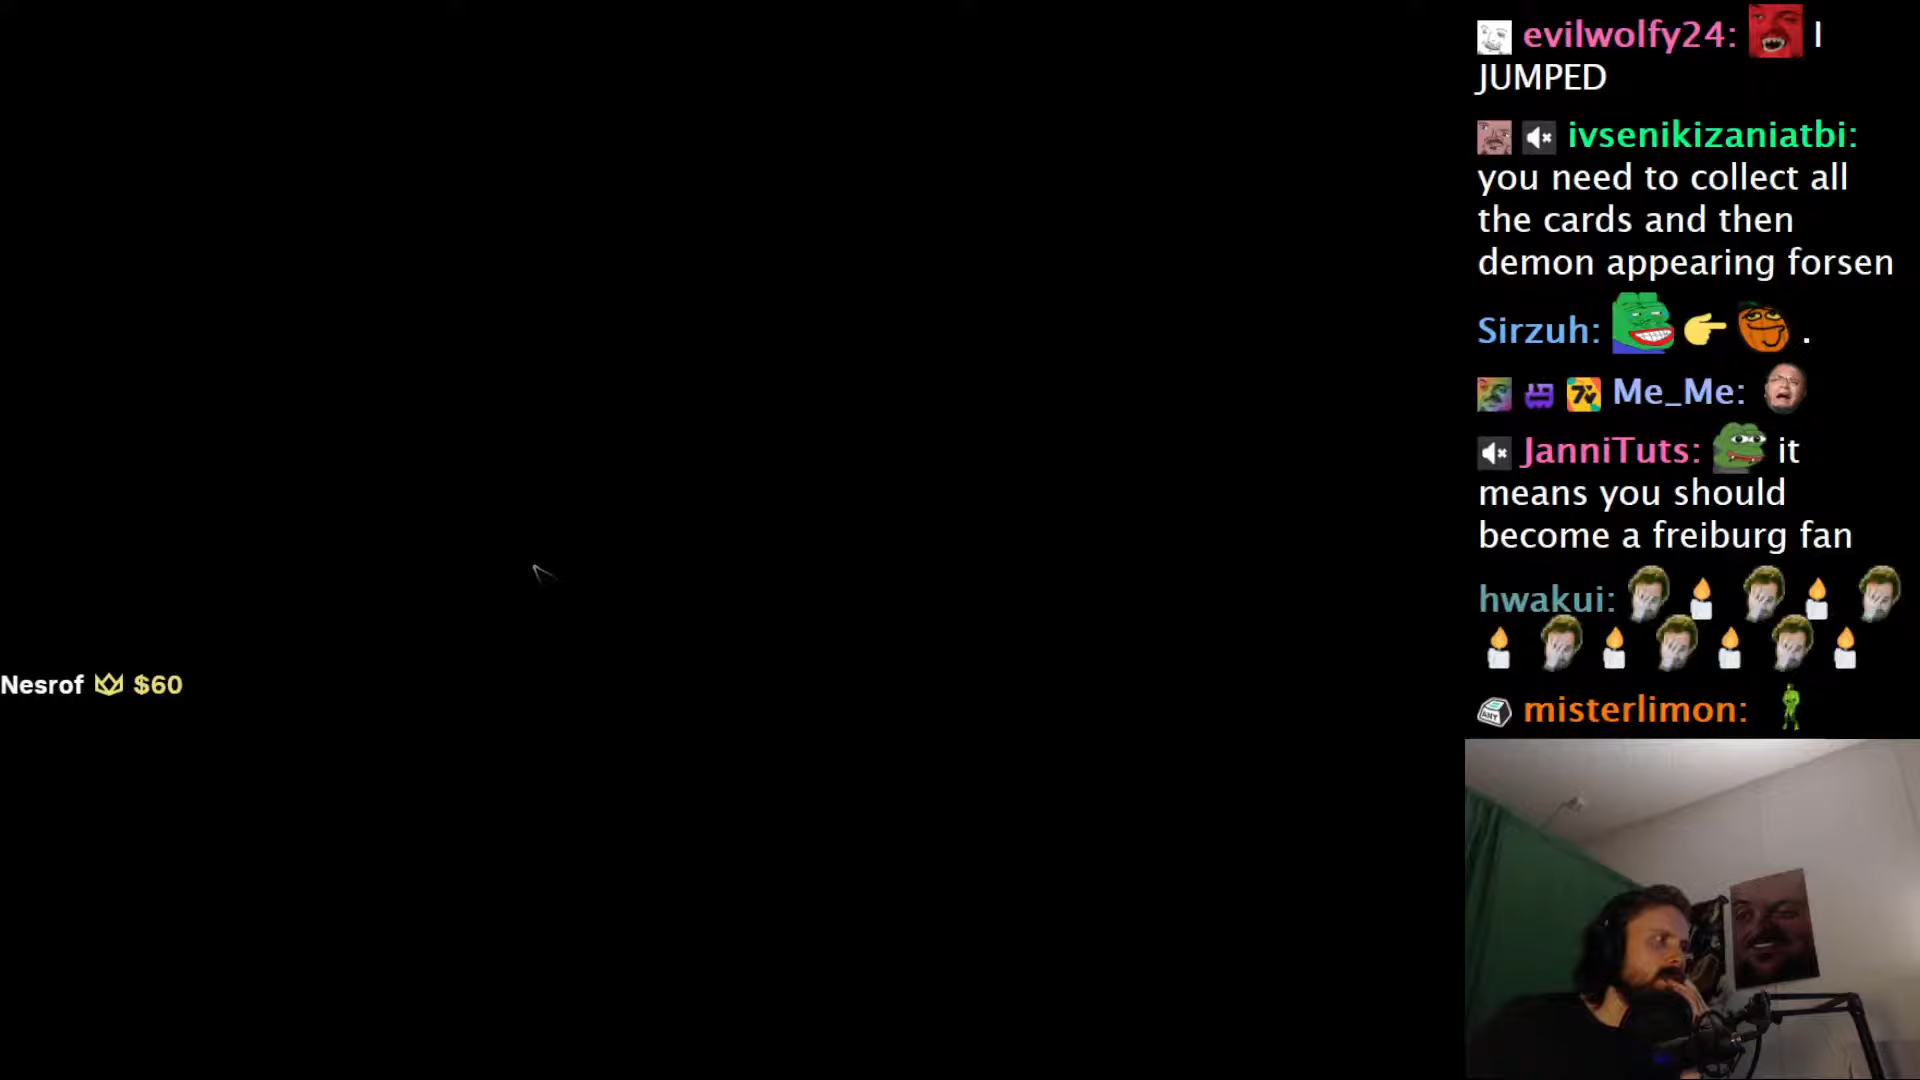 evilwolfy24: I
JUMPED
ivsenikizaniatbi:
you need to collect all
the cards and then
demon appearing forsen
Sirzuh: .
Me_Me:
JanniTuts: it
means you should
become a freiburg fan
hwakui:
Nesrof $60
ANY misterlimon: